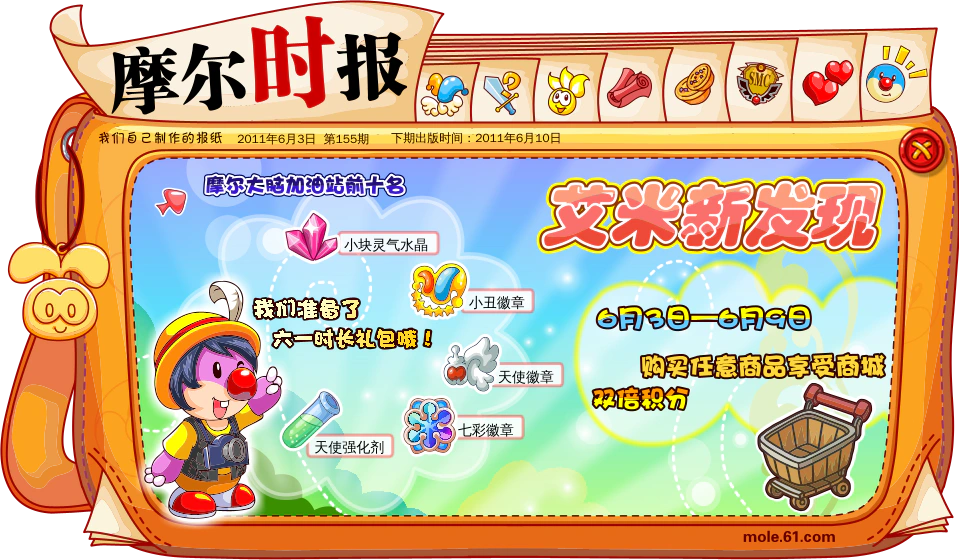 摩尔时报
SMC
我们自己制作的报纸 2011年6月3日 第155期 下期出版时间：2011年6月10日
摩尔大脑加油站前十名
艾米新发现
小块灵气水晶
小丑徽章
我们准备了
六一时长礼包哦！
天使徽章
七彩徽章
天使强化剂
6月3日—6月9日
购买任意商品享受商城
双倍积分
mole.61.com